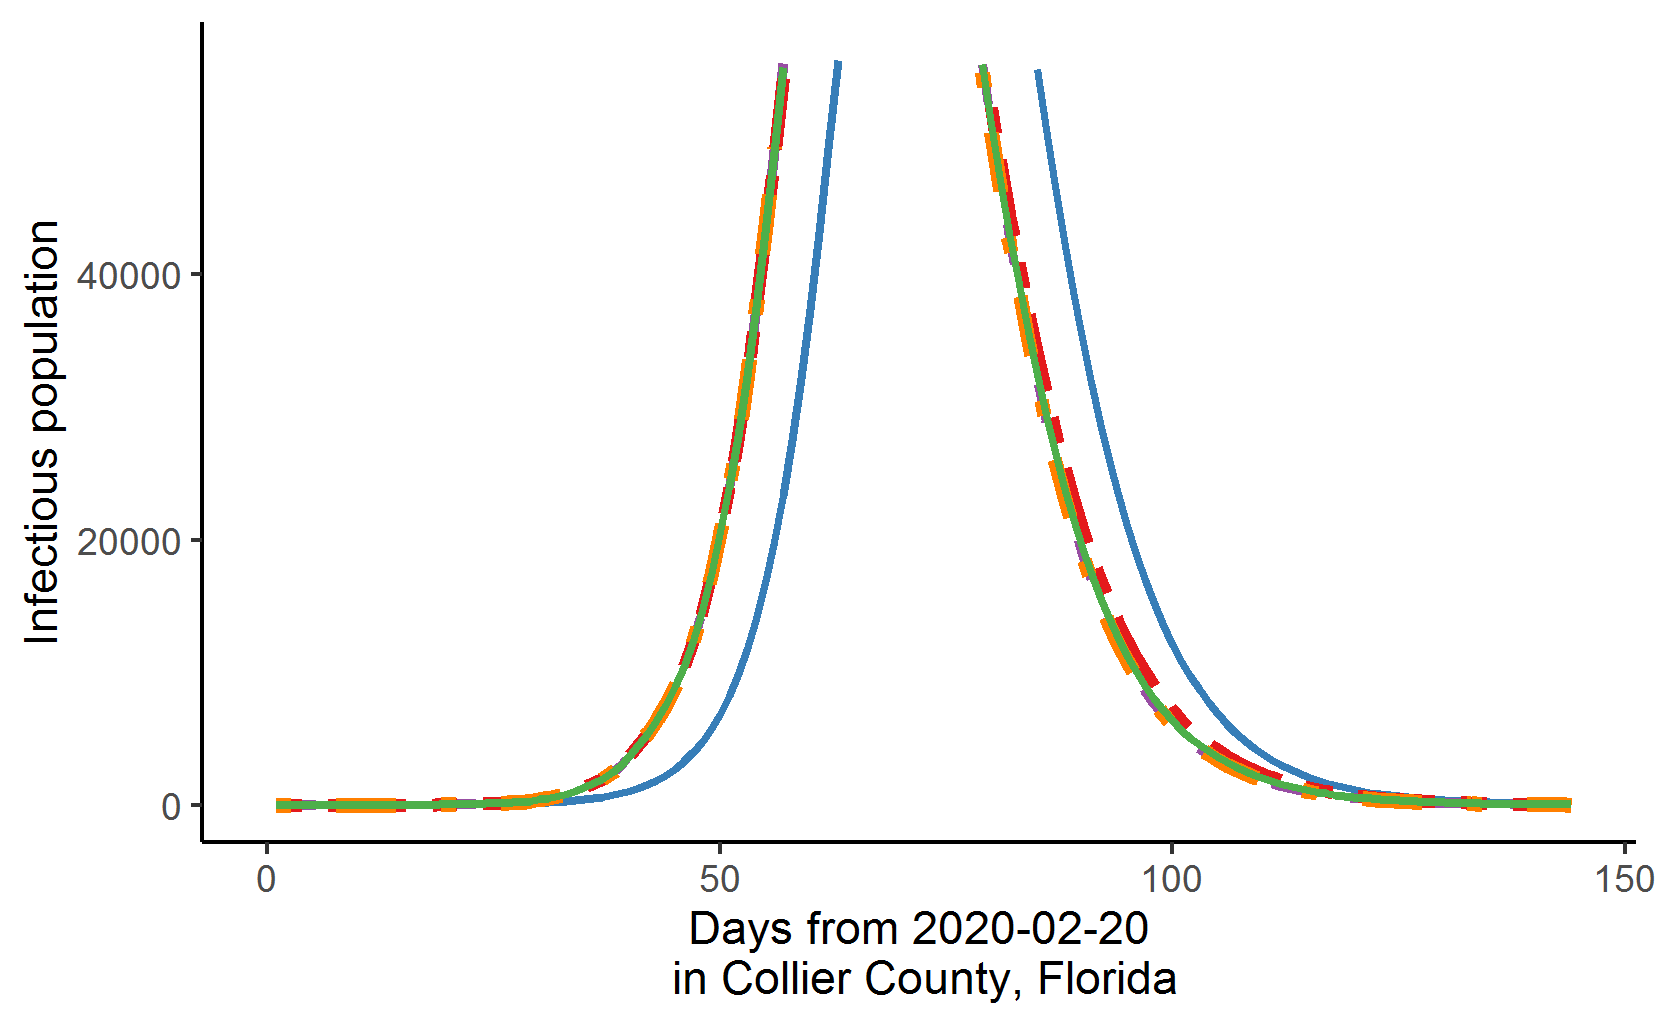 Infectious population
40000
20000
0
0 50 100 150
Days from 2020-02-20
in Collier County, Florida